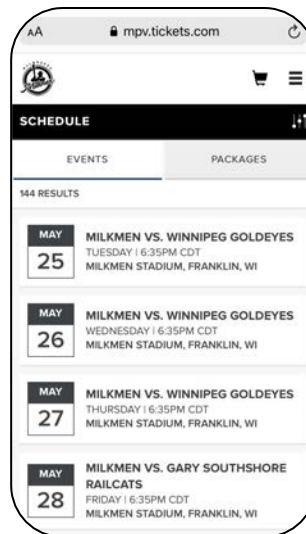 AA mpv.tickets.com
SCHEDULE
EVENTS PACKAGES
144 RESULTS
MAY
25
MILKMEN VS. WINNIPEG GOLDEYES
TUESDAY | 6:35PM CDT
MILKMEN STADIUM, FRANKLIN, WI
MAY
26
MILKMEN VS. WINNIPEG GOLDEYES
WEDNESDAY | 6:35PM CDT
MILKMEN STADIUM, FRANKLIN, WI
MAY
27
MILKMEN VS. WINNIPEG GOLDEYES
THURSDAY | 6:35PM CDT
MILKMEN STADIUM, FRANKLIN, WI
MAY
28
MILKMEN VS. GARY SOUTHSHORE
RAILCATS
FRIDAY | 6:35PM CDT
MILKMEN STADIUM, FRANKLIN, WI